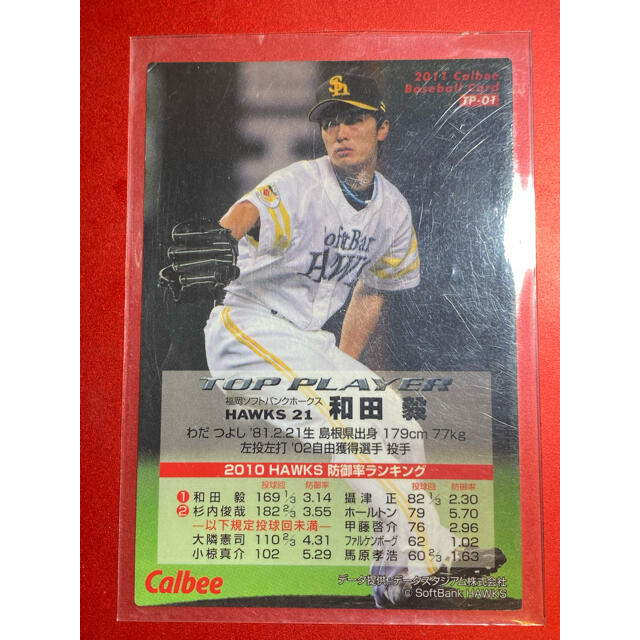 2011 Calbee
Baseball Card
TP-01
SH
SoftBank
HAWKS
TOP PLAYER
福岡ソフトバンクホークス
HAWKS 21 和田 毅
わだ つよし '81.2.21生 島根県出身 179cm 77kg
左投左打 '02自由獲得選手 投手
2010 HAWKS 防御率ランキング
投球回 防御率
①和田 毅 169 1/3 3.14
②杉内俊哉 182 2/3 3.55
―以下規定投球回未満―
大隣憲司 110 2/3 4.31
小椋真介 102 5.29
投球回 防御率
攝津 正 82 1/3 2.30
ホールトン 79 5.70
甲藤啓介 76 2.96
ファルケンボーグ 62 1.02
馬原孝浩 60 2/3 1.63
Calbee
データ提供:データスタジアム株式会社
© SoftBank HAWKS